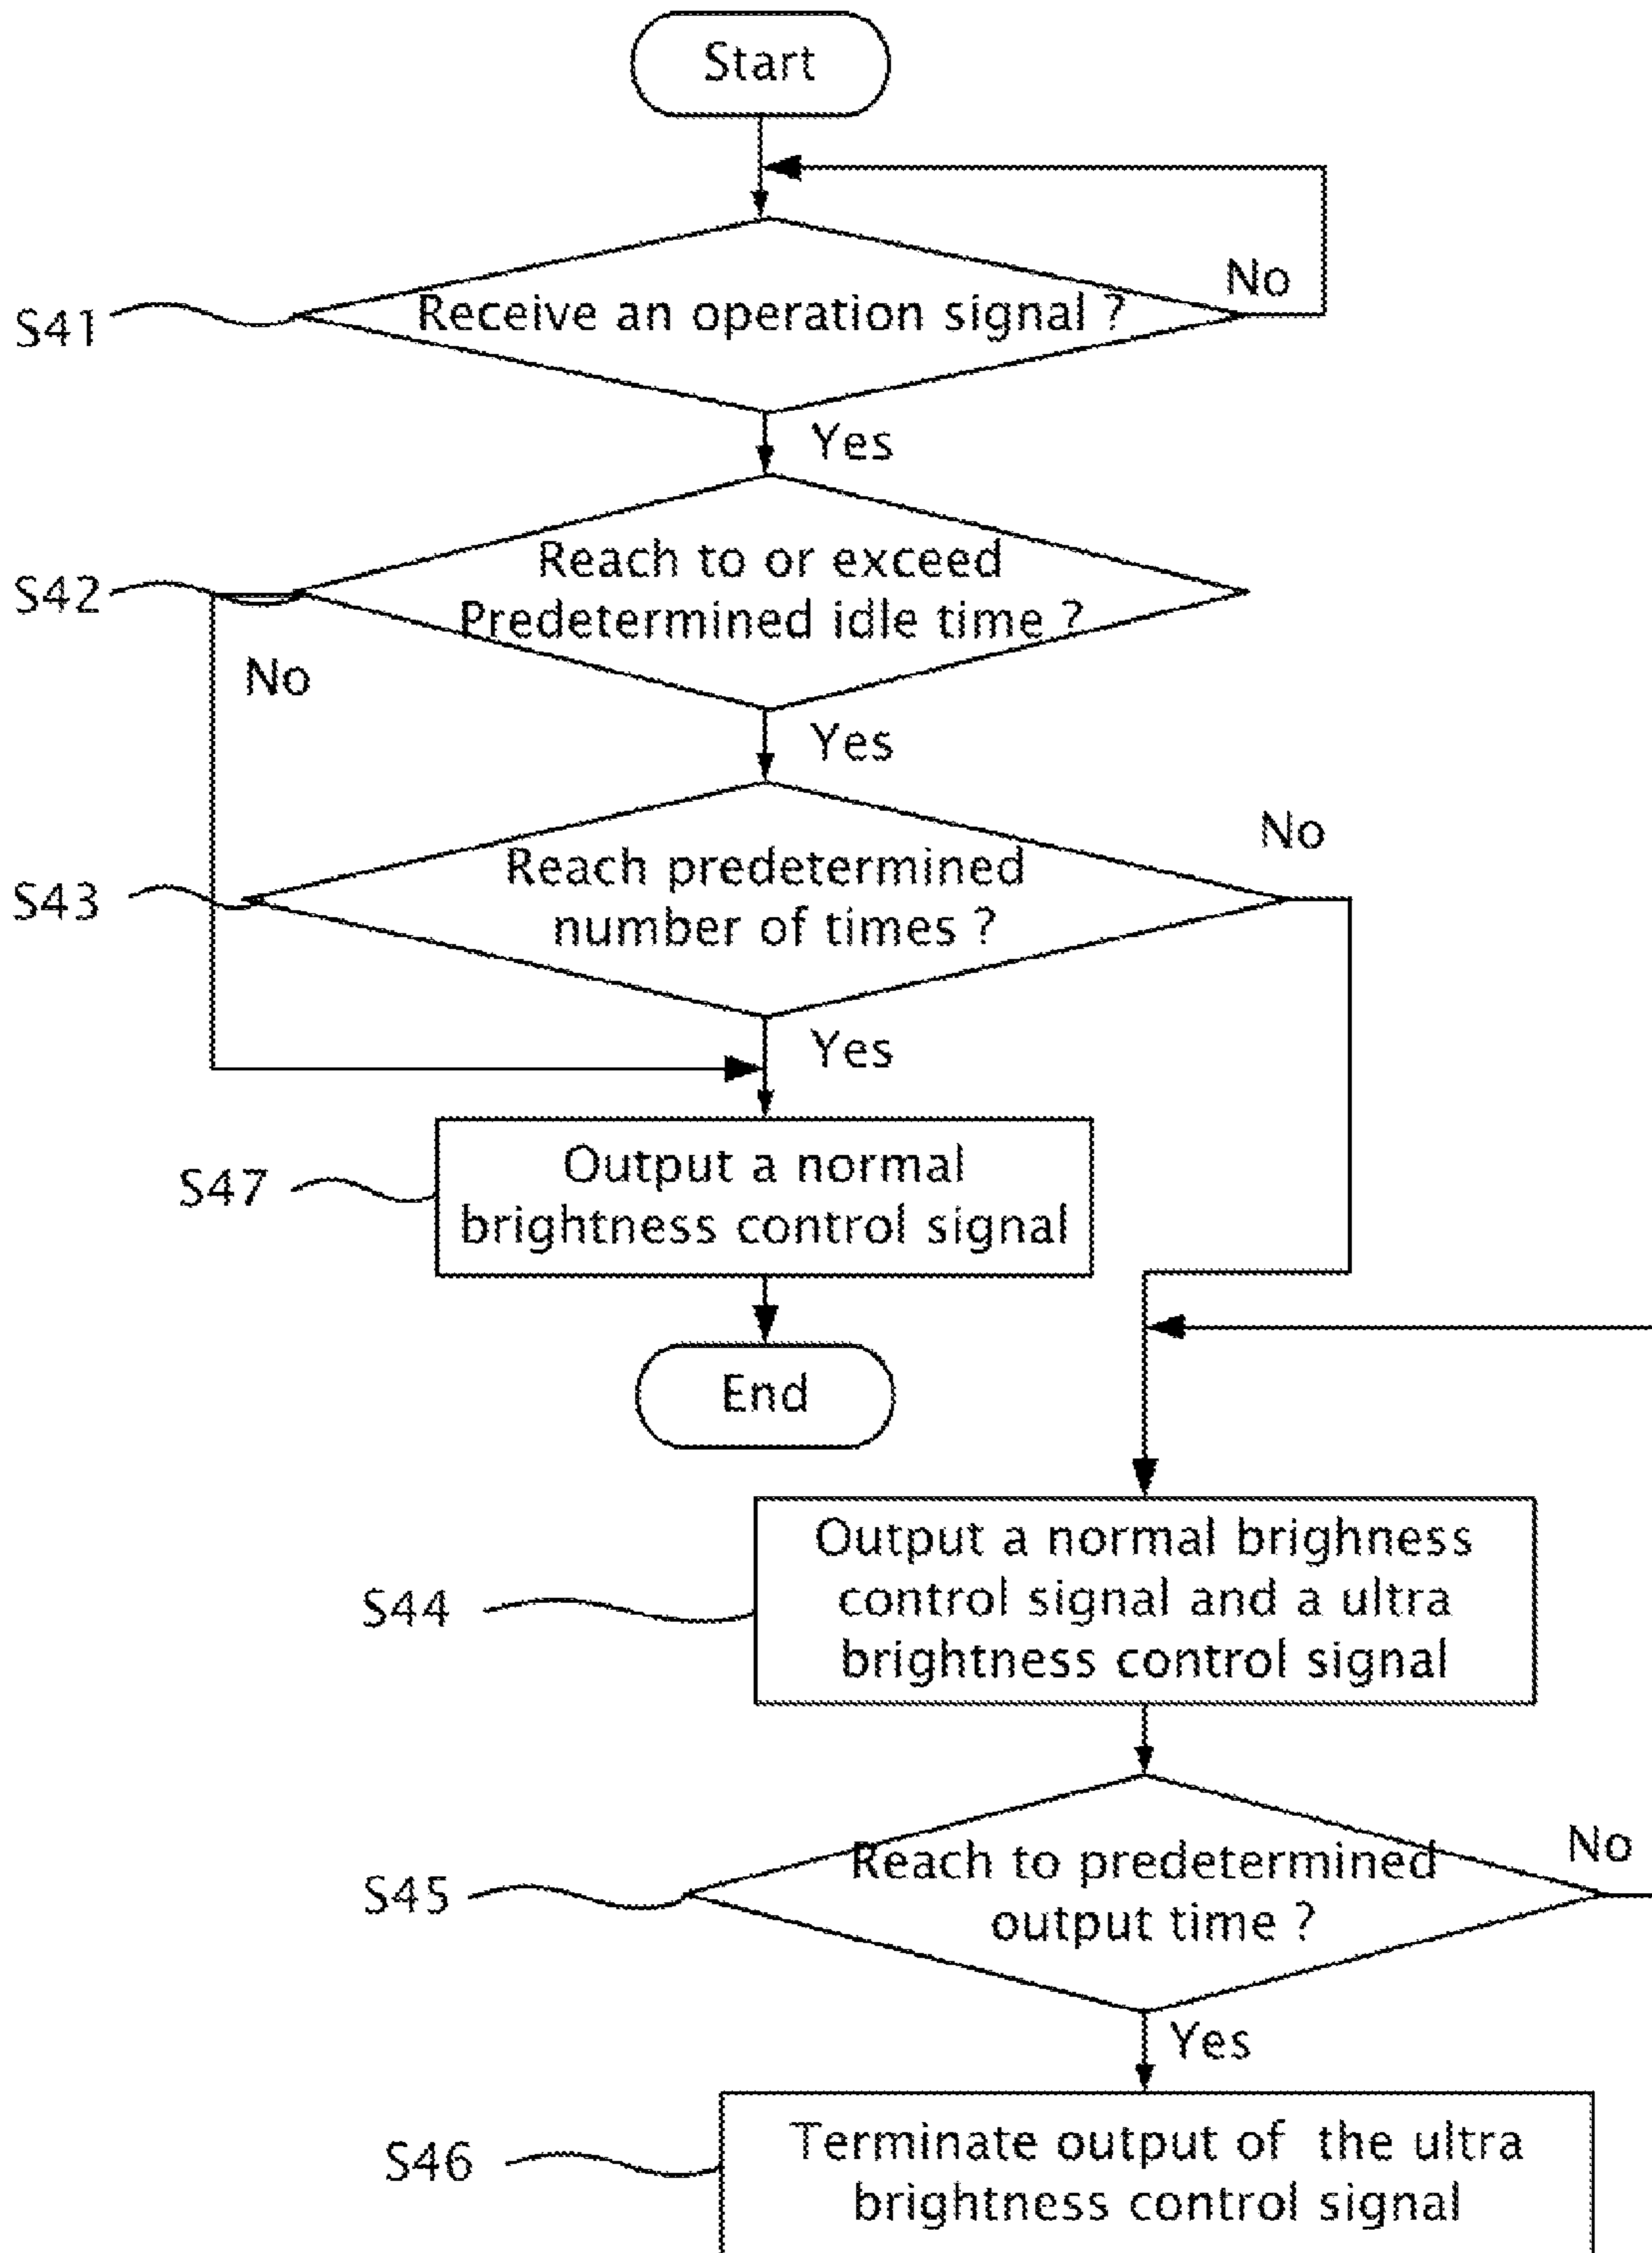 Start
No
S41
Receive an operation signal ?
Yes
S42
Reach to or exceed
Predetermined idle time ?
No
Yes
No
S43
Reach predetermined
number of times ?
Yes
S47
Output a normal
brightness control signal
End
S44
Output a normal brighness
control signal and a ultra
brightness control signal
No
S45
Reach to predetermined
output time ?
Yes
S46
Terminate output of the ultra
brightness control signal